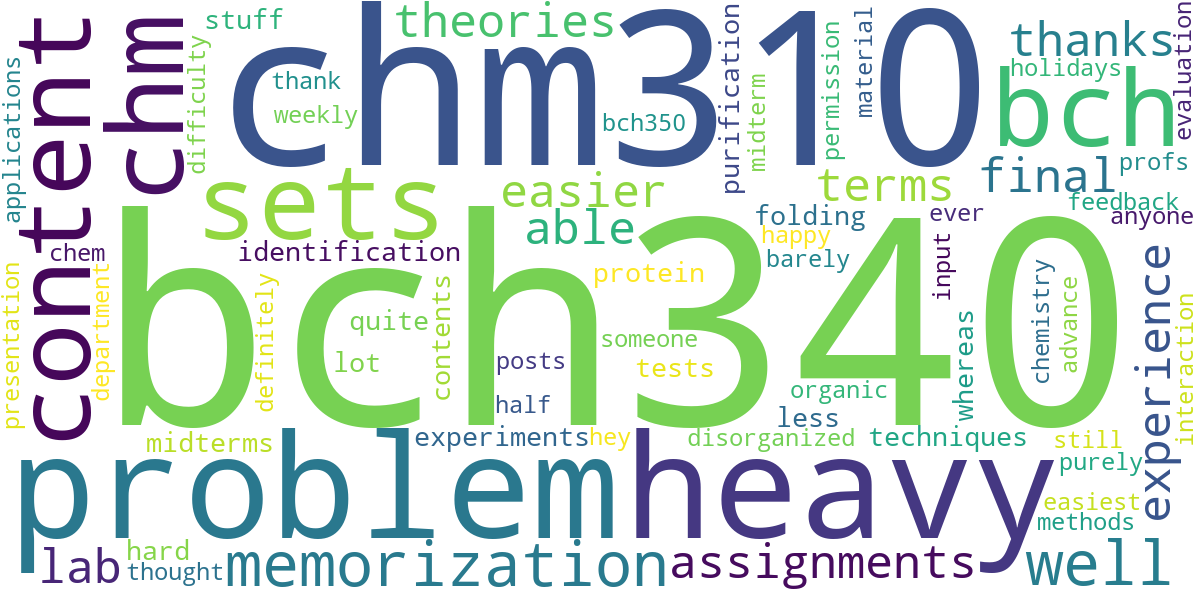 stuff
theories
chm310
thanks
holidays
bch
content
chm
applications
difficulty
thank
weekly
bch350
purification
midterm
permission
material
evaluation
sets
easier
terms
final
profs
feedback
anyone
able
folding
ever
happy
barely
chem
identification
bch340
protein
input
experience
presentation
department
definitely
quite
contents
lot
someone
posts
tests
organic
whereas
chemistry
advance
interaction
half
less
midterms
experiments
hey
disorganized
techniques
still
purely
problem
heavy
easiest
methods
lab
hard
thought
memorization
assignments
well